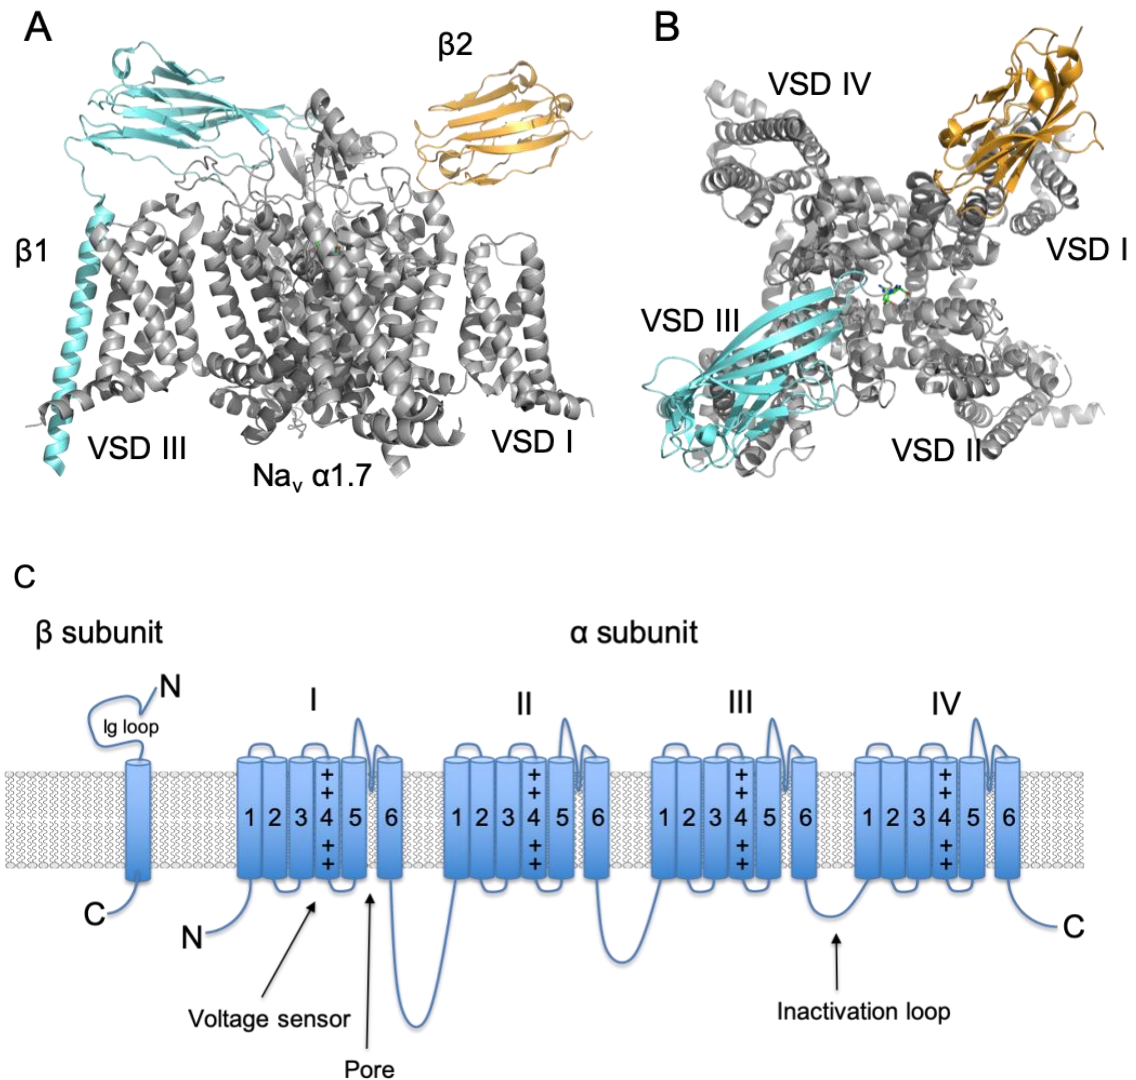 A
B
β2
VSD IV
β1
VSD I
VSD III
VSD III
VSD I
VSD II
Naᵥ α1.7
C
β subunit
α subunit
N
I
II
III
IV
Ig loop
+ + + +
+ + + +
1 2 3 4 5 6 1 2 3 4 5 6 1 2 3 4 5 6 1 2 3 4 5 6
+ + + +
+ + + +
C
N
C
Voltage sensor
Inactivation loop
Pore